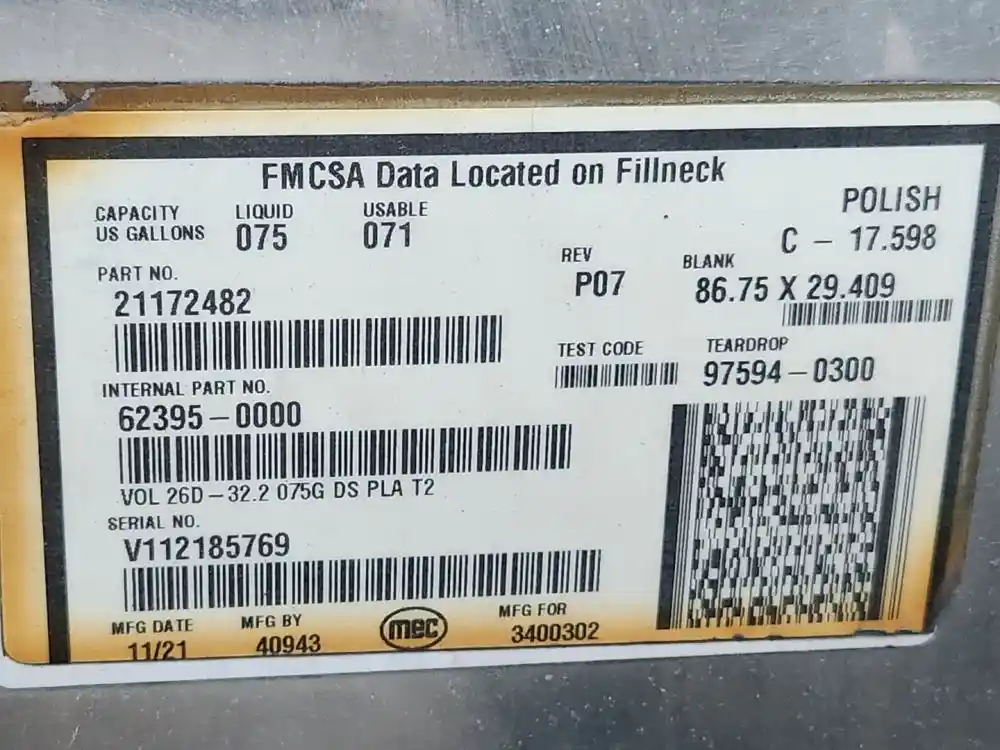 FMCSA Data Located on Fillneck
CAPACITY US GALLONS
LIQUID 075
USABLE 071
POLISH
C – 17.598
PART NO.
21172482
REV
P07
BLANK
86.75 X 29.409
TEST CODE
TEARDROP
97594–0300
INTERNAL PART NO.
62395–0000
VOL 26D–32.2 075G DS PLA T2
SERIAL NO.
V112185769
MFG DATE
11/21
MFG BY
40943
mec
MFG FOR
3400302